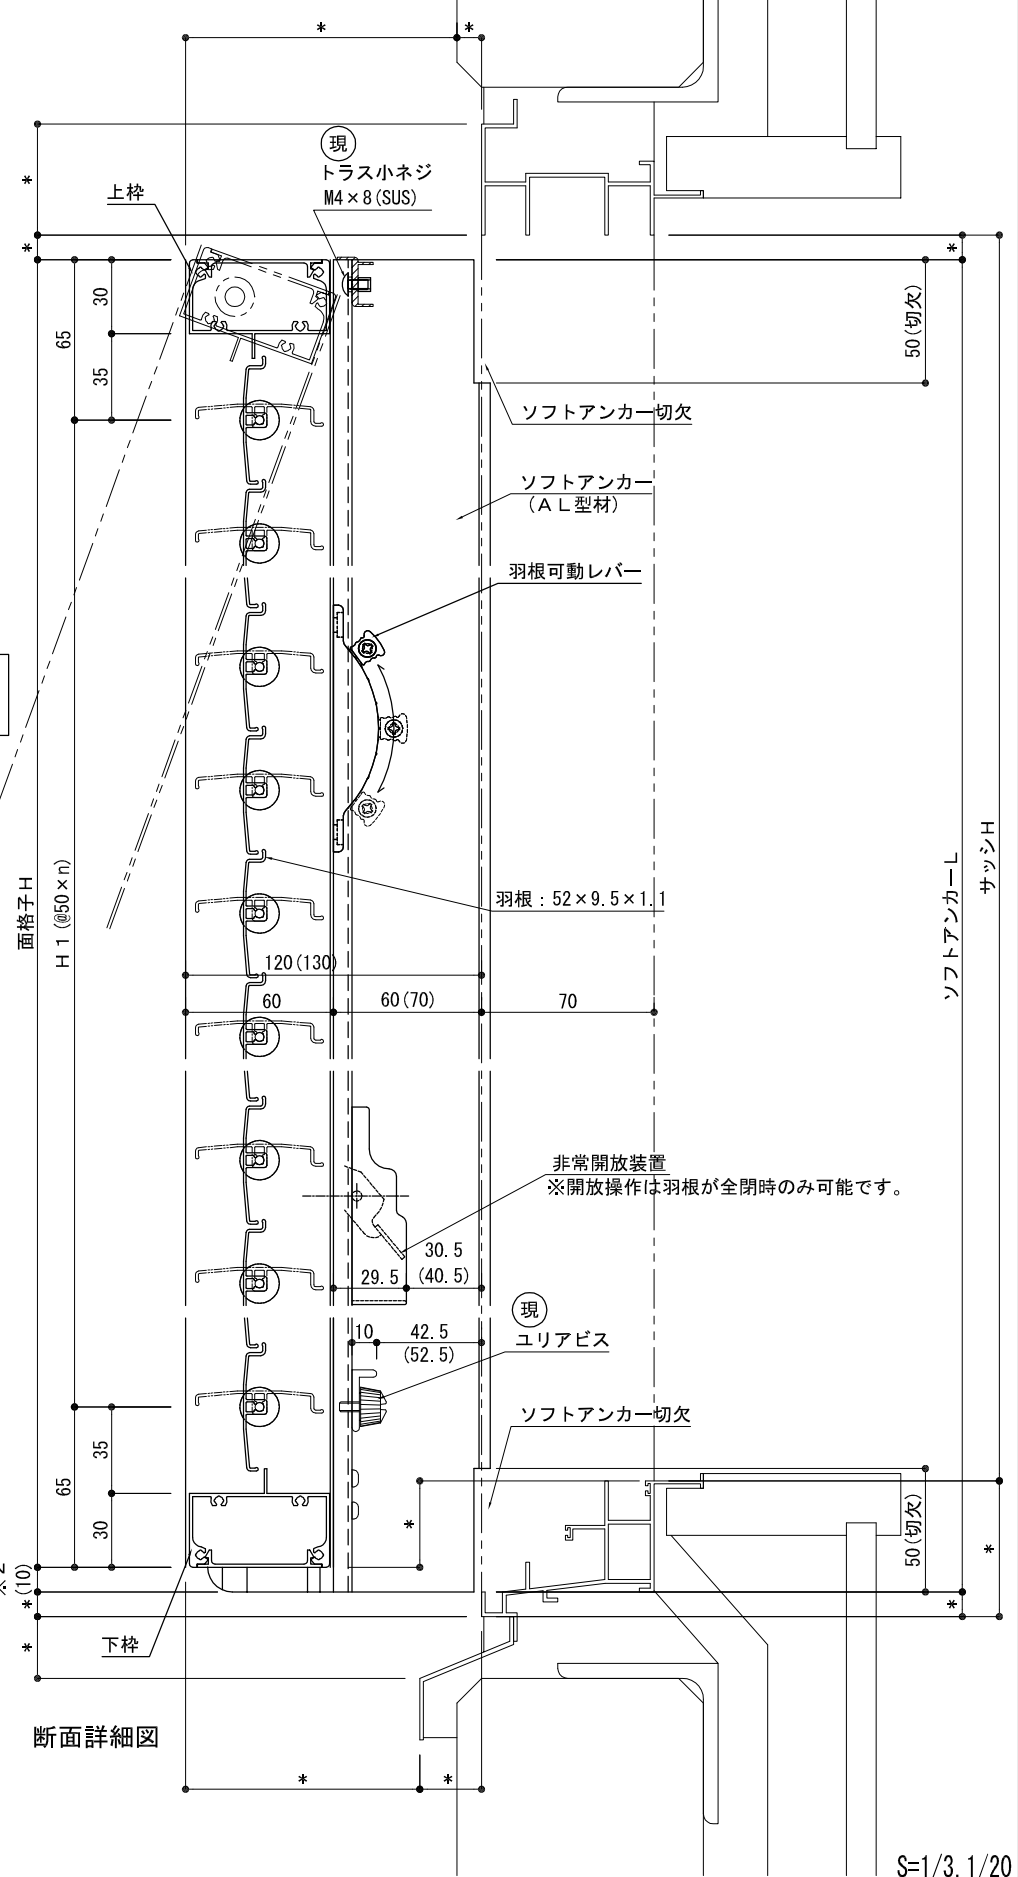 *
*
現
トラス小ネジ
M4×8(SUS)
上枠
*
*
*
30
65
35
50(切欠)
ソフトアンカー切欠
ソフトアンカー
(AL型材)
羽根可動レバー
面格子H
H1(@50×n)
羽根:52×9.5×1.1
ソフトアンカーL
サッシH
120(130)
60
60(70)
70
非常開放装置
※開放操作は羽根が全閉時のみ可能です。
30.5
29.5
(40.5)
現
ユリアビス
10
42.5
(52.5)
ソフトアンカー切欠
35
65
30
*
50(切欠)
*
(10)
*
*
*
下枠
断面詳細図
*
*
S=1/3.1/20